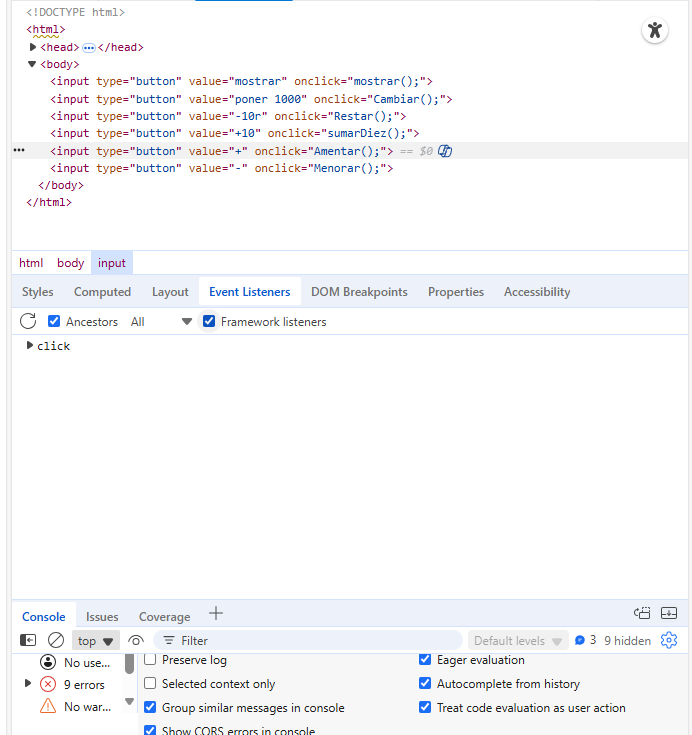 <!DOCTYPE html>
<html>
<head> ··· </head>
<body>
<input type="button" value="mostrar" onclick="mostrar();">
<input type="button" value="poner 1000" onclick="Cambiar();">
<input type="button" value="-10r" onclick="Restar();">
<input type="button" value="+10" onclick="sumarDiez();">
··· <input type="button" value="+" onclick="Amentar();"> == $0
<input type="button" value="-" onclick="Menorar();">
</body>
</html>
html body input
Styles Computed Layout Event Listeners DOM Breakpoints Properties Accessibility
Ancestors All Framework listeners
click
Console Issues Coverage
top Filter Default levels 3 9 hidden
No use... Preserve log Eager evaluation
9 errors Selected context only Autocomplete from history
No war... Group similar messages in console Treat code evaluation as user action
Show CORS errors in console